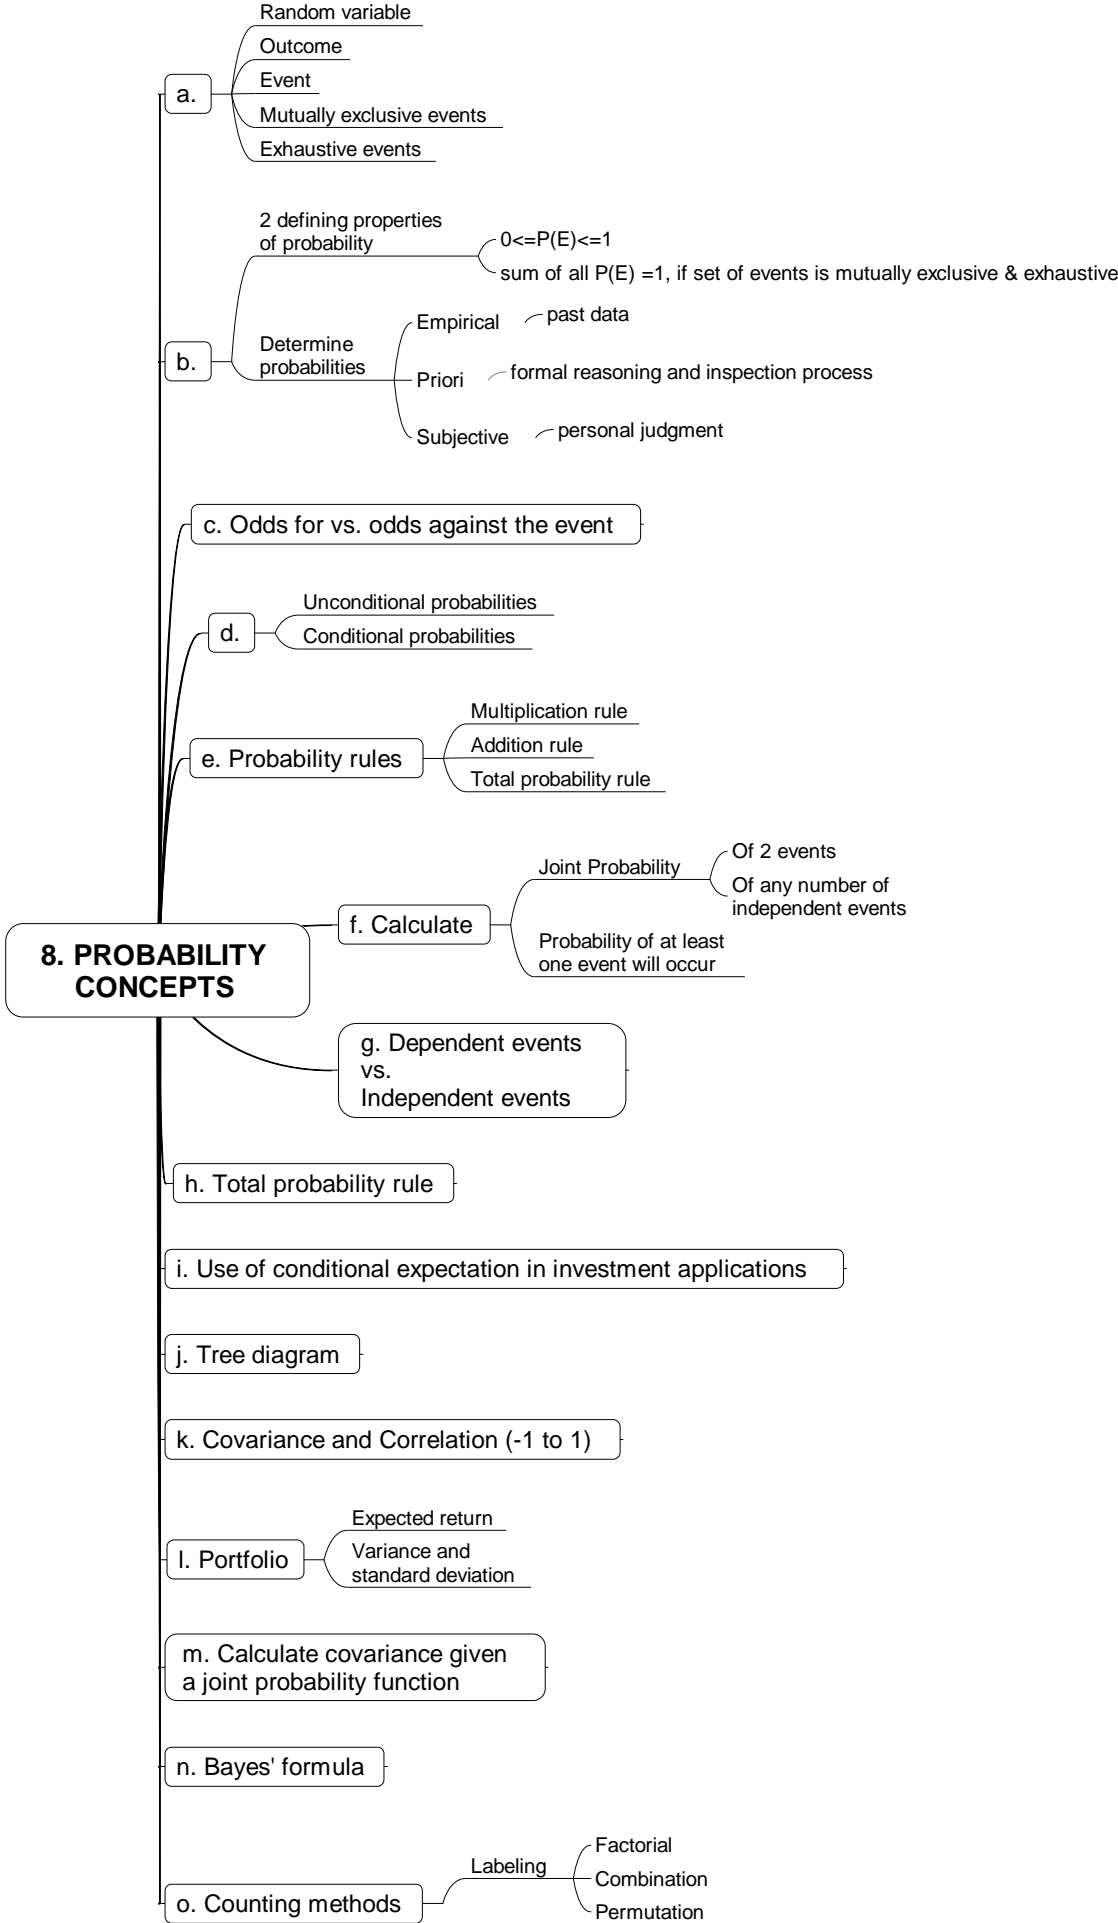 Random variable
Outcome
a.
Event
Mutually exclusive events
Exhaustive events
2 defining properties
of probability
0<=P(E)<=1
sum of all P(E) =1, if set of events is mutually exclusive & exhaustive
b.
Determine
probabilities
Empirical
past data
Priori
formal reasoning and inspection process
Subjective
personal judgment
c. Odds for vs. odds against the event
d.
Unconditional probabilities
Conditional probabilities
e. Probability rules
Multiplication rule
Addition rule
Total probability rule
8. PROBABILITY
CONCEPTS
f. Calculate
Joint Probability
Of 2 events
Of any number of
independent events
Probability of at least
one event will occur
g. Dependent events
vs.
Independent events
h. Total probability rule
i. Use of conditional expectation in investment applications
j. Tree diagram
k. Covariance and Correlation (-1 to 1)
l. Portfolio
Expected return
Variance and
standard deviation
m. Calculate covariance given
a joint probability function
n. Bayes' formula
o. Counting methods
Labeling
Factorial
Combination
Permutation